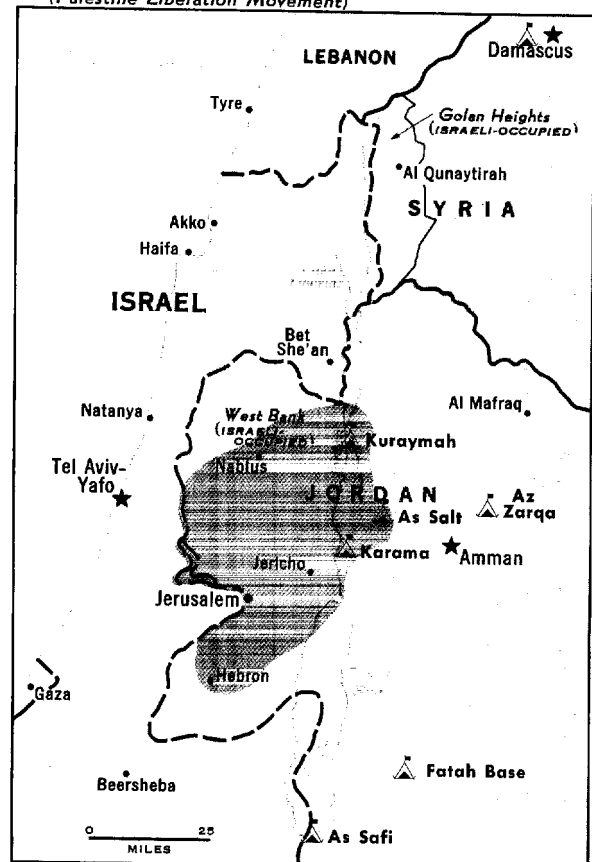 (Palestine Liberation Movement)
LEBANON
Damascus
Tyre
Golan Heights
(ISRAELI-OCCUPIED)
Al Qunaytirah
SYRIA
Akko
Haifa
ISRAEL
Bet
She'an
Natanya
West Bank
(ISRAELI-
OCCUPIED)
Al Mafraq
Kuraymah
Nablus
Tel Aviv-
Yafo
JORDAN
As Salt
Az
Zarqa
Karama
Amman
Jericho
Jerusalem
Hebron
Gaza
Fatah Base
Beersheba
0 25
MILES
As Safi